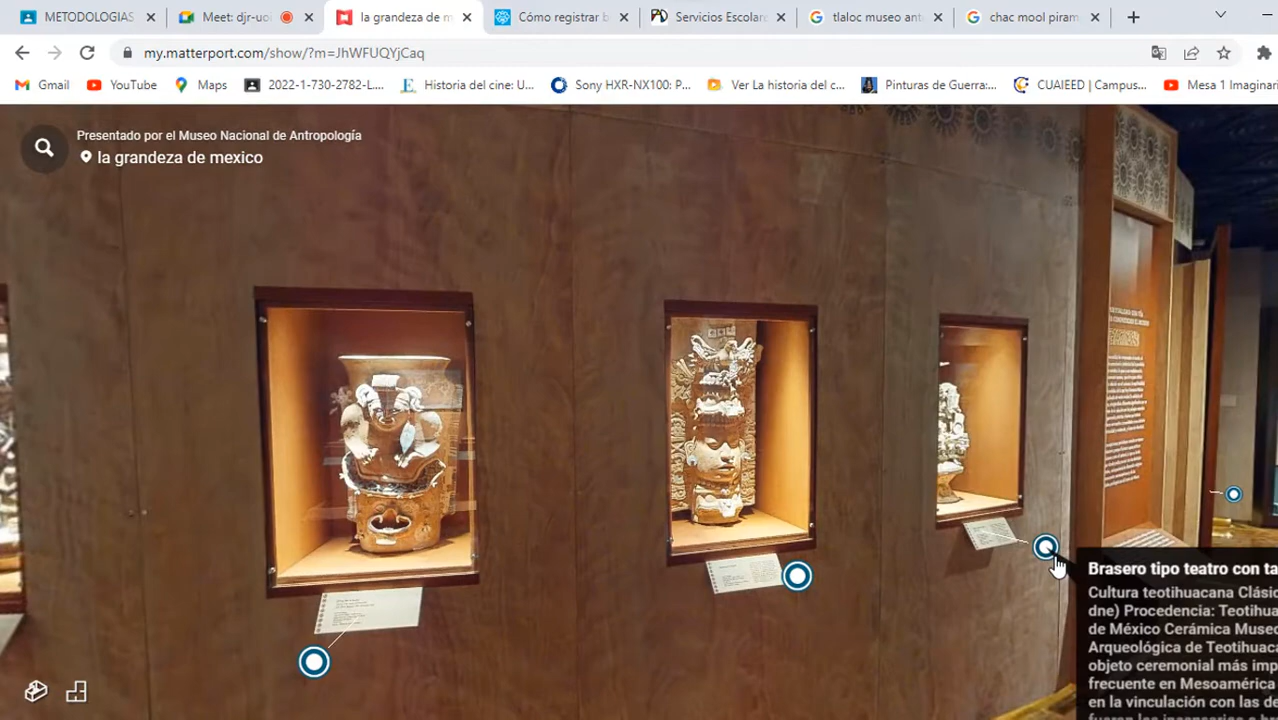 METODOLOGIAS
Meet: djr-uoi
la grandeza de m
Cómo registrar b
Servicios Escolare
tlaloc museo ant
chac mool piram
my.matterport.com/show/?m=JhWFUQYjCaq
Gmail
YouTube
Maps
2022-1-730-2782-L...
Historia del cine: U...
Sony HXR-NX100: P...
Ver La historia del c...
Pinturas de Guerra:...
CUAIEED | Campus...
Mesa 1 Imaginari
Presentado por el Museo Nacional de Antropología
la grandeza de mexico
Brasero tipo teatro con ta
Cultura teotihuacana Clásic
dne) Procedencia: Teotihua
de México Cerámica Museo
Arqueológica de Teotihuaca
objeto ceremonial más imp
frecuente en Mesoamérica
en la vinculación con las de